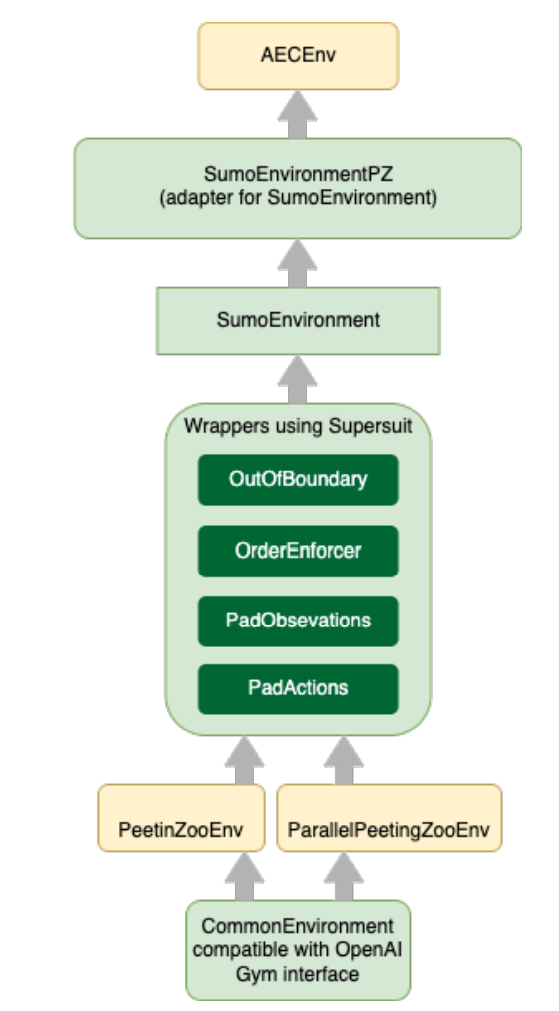 AECEnv
SumoEnvironmentPZ
(adapter for SumoEnvironment)
SumoEnvironment
Wrappers using Supersuit
OutOfBoundary
OrderEnforcer
PadObsevations
PadActions
PeetinZooEnv
ParallelPeetingZooEnv
CommonEnvironment
compatible with OpenAI
Gym interface